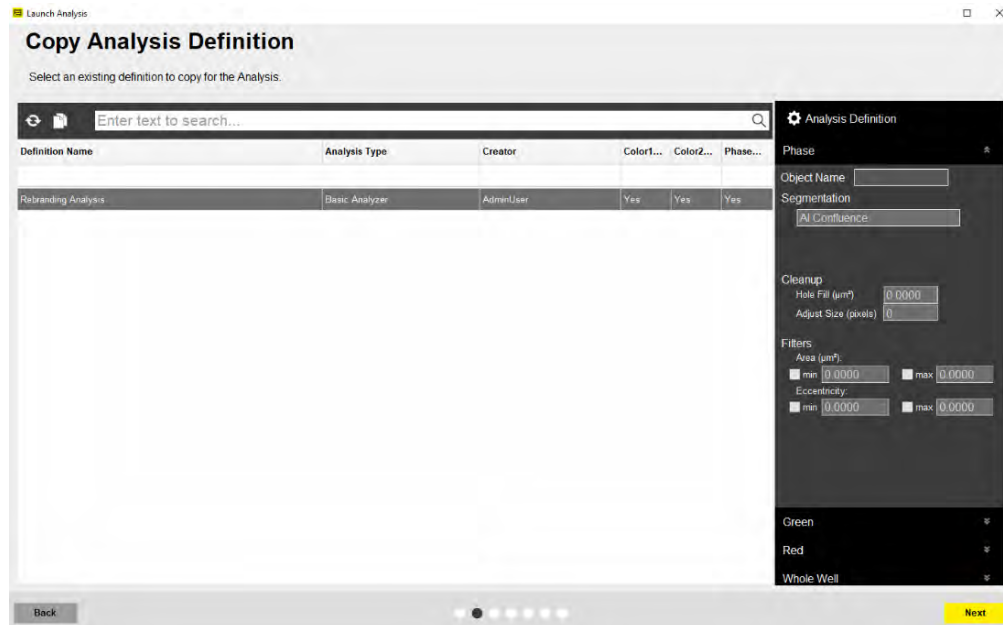 Launch Analysis
Copy Analysis Definition
Select an existing definition to copy for the Analysis.
Enter text to search...
Definition Name Analysis Type Creator Color1... Color2... Phase...
Rebranding Analysis Basic Analyzer AdminUser Yes Yes Yes
Analysis Definition
Phase
Object Name
Segmentation
AI Confluence
Cleanup
Hole Fill (µm²) 0.0000
Adjust Size (pixels) 0
Filters
Area (µm²):
min 0.0000 max 0.0000
Eccentricity:
min 0.0000 max 0.0000
Green
Red
Whole Well
Back Next